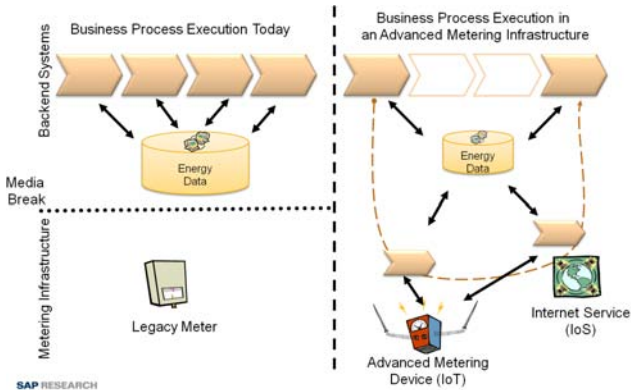 Business Process Execution Today
Backend Systems
Energy
Data
Media
Break
Metering Infrastructure
Legacy Meter
SAP RESEARCH
Business Process Execution in
an Advanced Metering Infrastructure
Energy
Data
Internet Service
(IoS)
Advanced Metering
Device (IoT)